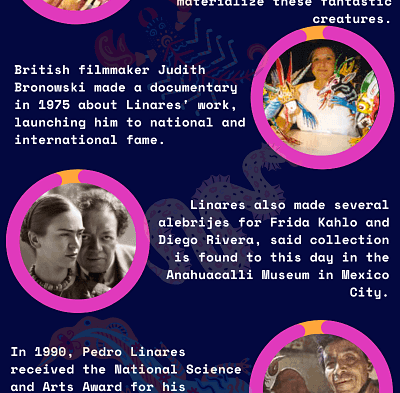 materialize these fantastic
creatures.
British filmmaker Judith
Bronowski made a documentary
in 1975 about Linares' work,
launching him to national and
international fame.
Linares also made several
alebrijes for Frida Kahlo and
Diego Rivera, said collection
is found to this day in the
Anahuacalli Museum in Mexico
City.
In 1990, Pedro Linares
received the National Science
and Arts Award for his